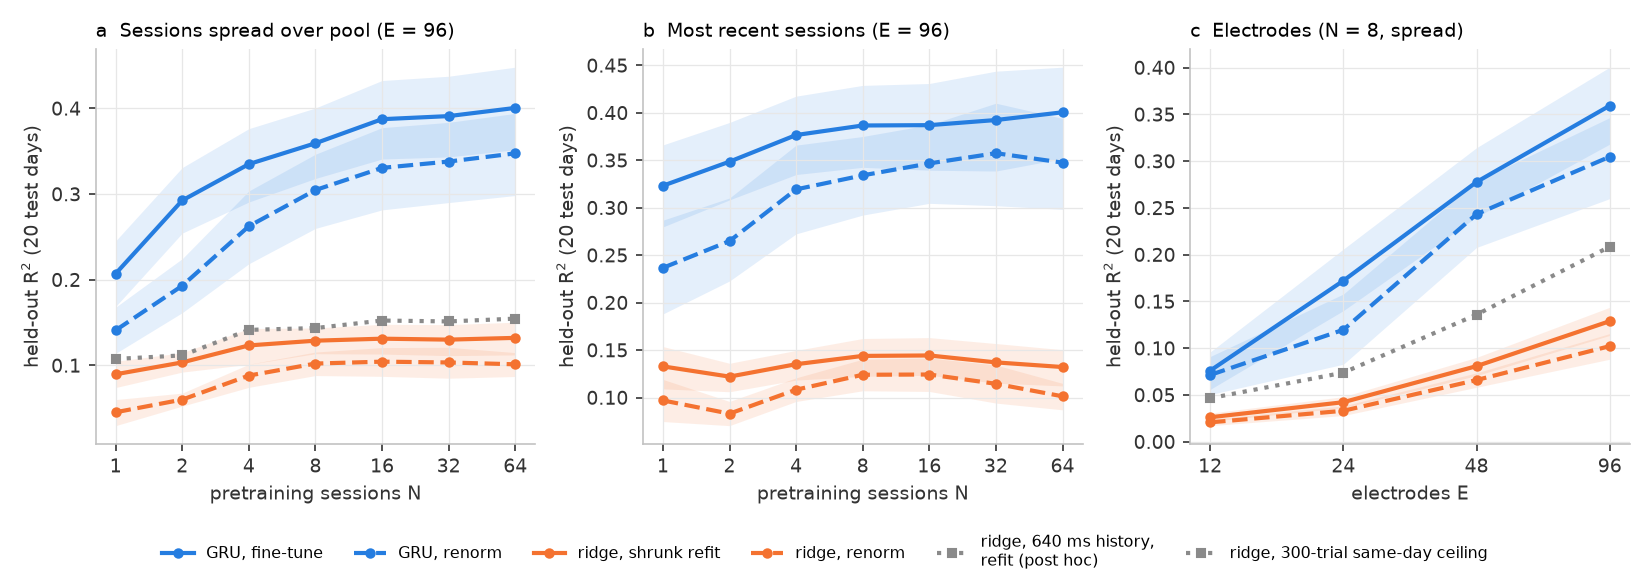 a Sessions spread over pool (E = 96)
held-out R² (20 test days)
0.4
0.3
0.2
0.1
1 2 4 8 16 32 64
pretraining sessions N
b Most recent sessions (E = 96)
held-out R² (20 test days)
0.45
0.40
0.35
0.30
0.25
0.20
0.15
0.10
1 2 4 8 16 32 64
pretraining sessions N
c Electrodes (N = 8, spread)
held-out R² (20 test days)
0.40
0.35
0.30
0.25
0.20
0.15
0.10
0.05
0.00
12 24 48 96
electrodes E
GRU, fine-tune
GRU, renorm
ridge, shrunk refit
ridge, renorm
ridge, 640 ms history,
refit (post hoc)
ridge, 300-trial same-day ceiling